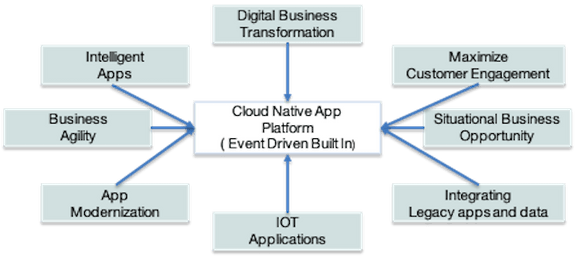 Digital Business
Transformation
Intelligent
Apps
Maximize
Customer Engagement
Business
Agility
Cloud Native App
Platform
( Event Driven Built In)
Situational Business
Opportunity
App
Modernization
IOT
Applications
Integrating
Legacy apps and data